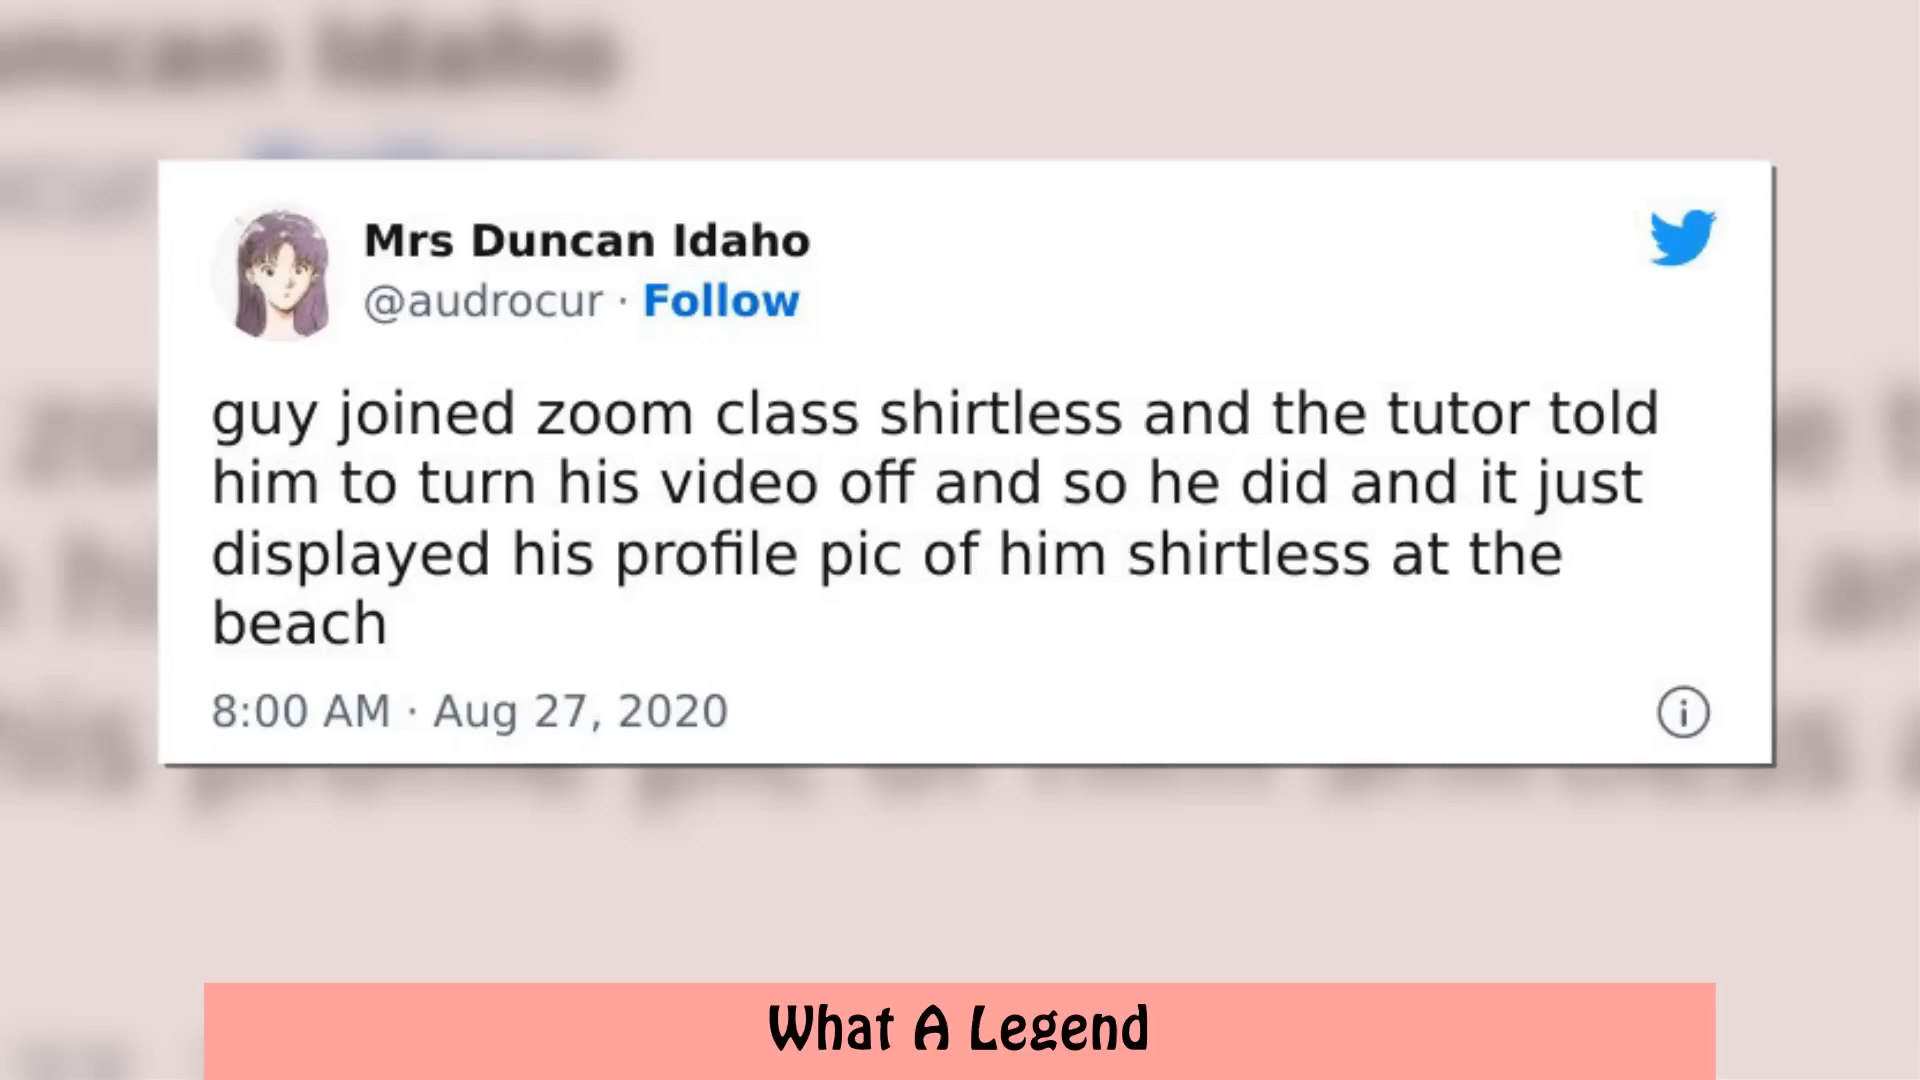 Mrs Duncan Idaho
@audrocur · Follow
guy joined zoom class shirtless and the tutor told
him to turn his video off and so he did and it just
displayed his profile pic of him shirtless at the
beach
8:00 AM · Aug 27, 2020
What A Legend